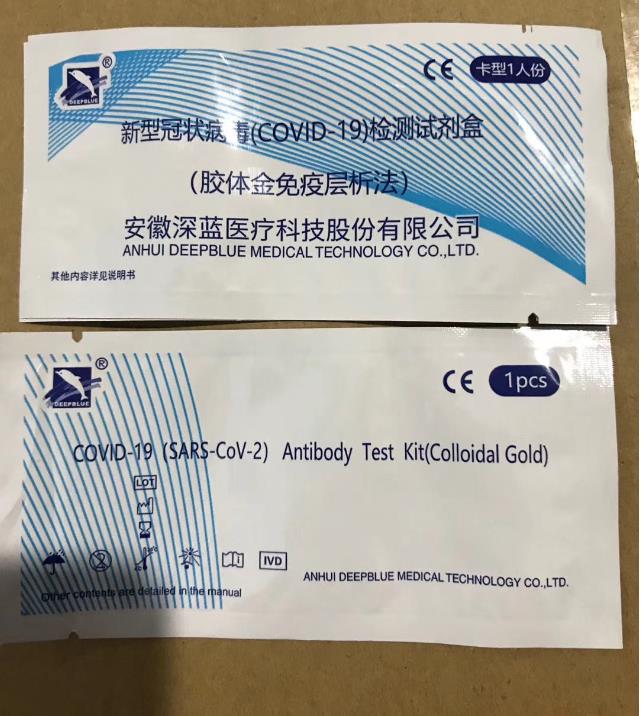 ®
DEEPBLUE
CE
卡型1人份
新型冠状病毒(COVID-19)检测试剂盒
（胶体金免疫层析法）
安徽深蓝医疗科技股份有限公司
ANHUI DEEPBLUE MEDICAL TECHNOLOGY CO.,LTD.
其他内容详见说明书
®
DEEPBLUE
CE
1pcs
COVID-19 (SARS-CoV-2) Antibody Test Kit(Colloidal Gold)
LOT
IVD
ANHUI DEEPBLUE MEDICAL TECHNOLOGY CO.,LTD.
Other contents are detailed in the manual